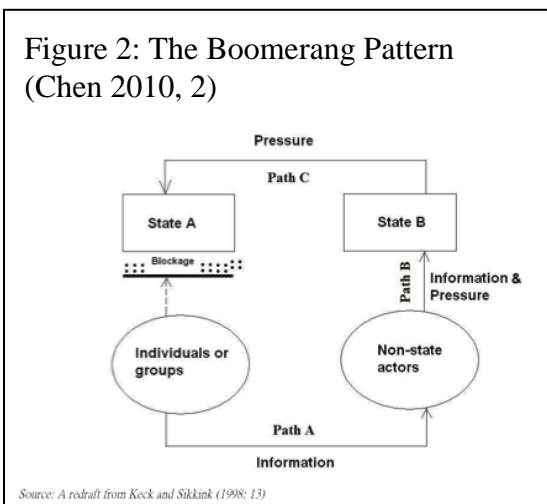 Figure 2: The Boomerang Pattern
(Chen 2010, 2)
Pressure
Path C
State A
State B
Blockage
Path B
Information &
Pressure
Individuals or
groups
Non-state
actors
Path A
Information
Source: A redraft from Keck and Sikkink (1998: 13)